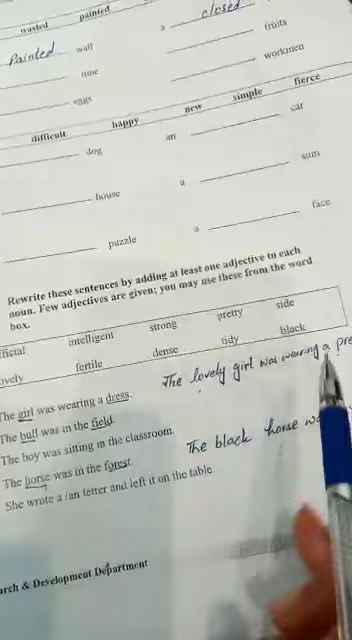 wasted painted
a closed
Painted wall fruits
time workmen
eggs
difficult happy new simple fierce
dog an car
house a sum
puzzle a face
Rewrite these sentences by adding at least one adjective to each
noun. Few adjectives are given; you may use these from the word
box.
intelligent strong pretty side
fertile dense tidy black
The lovely girl was wearing a pre
The girl was wearing a dress.
The bull was in the field.
The boy was sitting in the classroom.
The black horse
The horse was in the forest.
She wrote a /an letter and left it on the table.
arch & Development Department